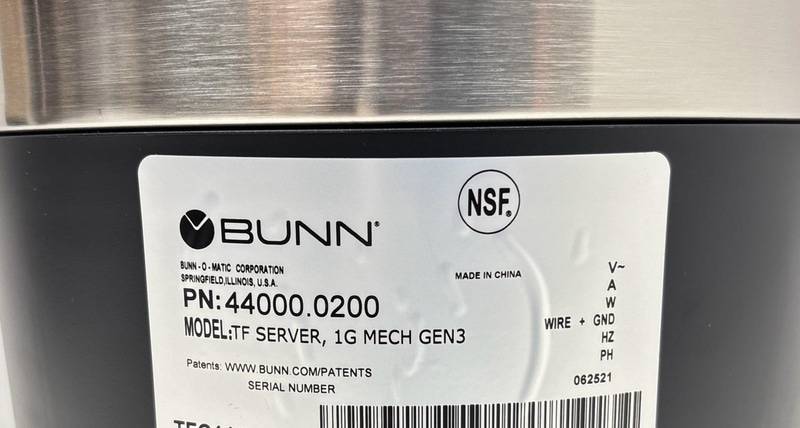 BUNN®
NSF®
BUNN-O-MATIC CORPORATION
SPRINGFIELD,ILLINOIS, U.S.A.
MADE IN CHINA
PN: 44000.0200
MODEL:TF SERVER, 1G MECH GEN3
V~
A
W
WIRE + GND
HZ
PH
Patents: WWW.BUNN.COM/PATENTS
SERIAL NUMBER
062521